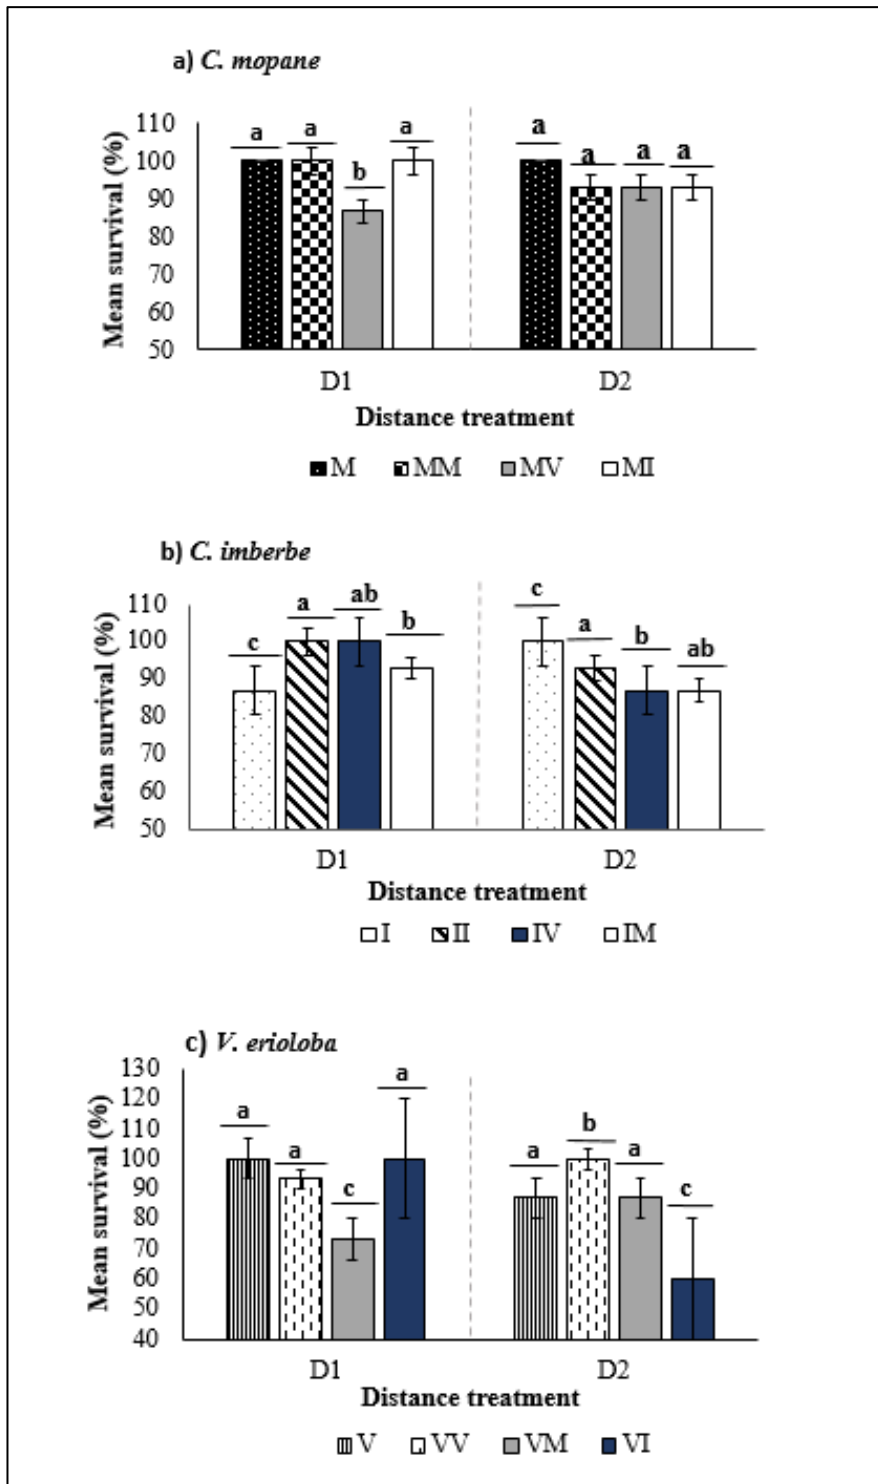 a) C. mopane
a a b a a a a a
Mean survival (%)
110
100
90
80
70
60
50
D1 D2
Distance treatment
M MM MV MI
b) C. imberbe
c a ab b c a b ab
Mean survival (%)
110
100
90
80
70
60
50
D1 D2
Distance treatment
I II IV IM
c) V. erioloba
a a c a a b a c
Mean survival (%)
130
120
110
100
90
80
70
60
50
40
D1 D2
Distance treatment
V VV VM VI